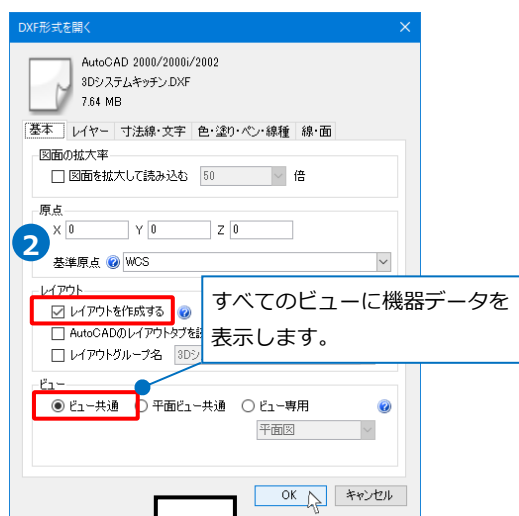 DXF形式を開く
AutoCAD 2000/2000i/2002
3Dシステムキッチン.DXF
7.64 MB
基本 レイヤー 寸法線・文字 色・塗り・ペン・線種 線・面
図面の拡大率
図面を拡大して読み込む 50 倍
原点
X 0 Y 0 Z 0
2
基準原点 WCS
レイアウト
レイアウトを作成する
すべてのビューに機器データを
表示します。
AutoCADのレイアウトタブを
レイアウトグループ名
ビュー
ビュー共通 平面ビュー共通 ビュー専用
平面図
OK キャンセル